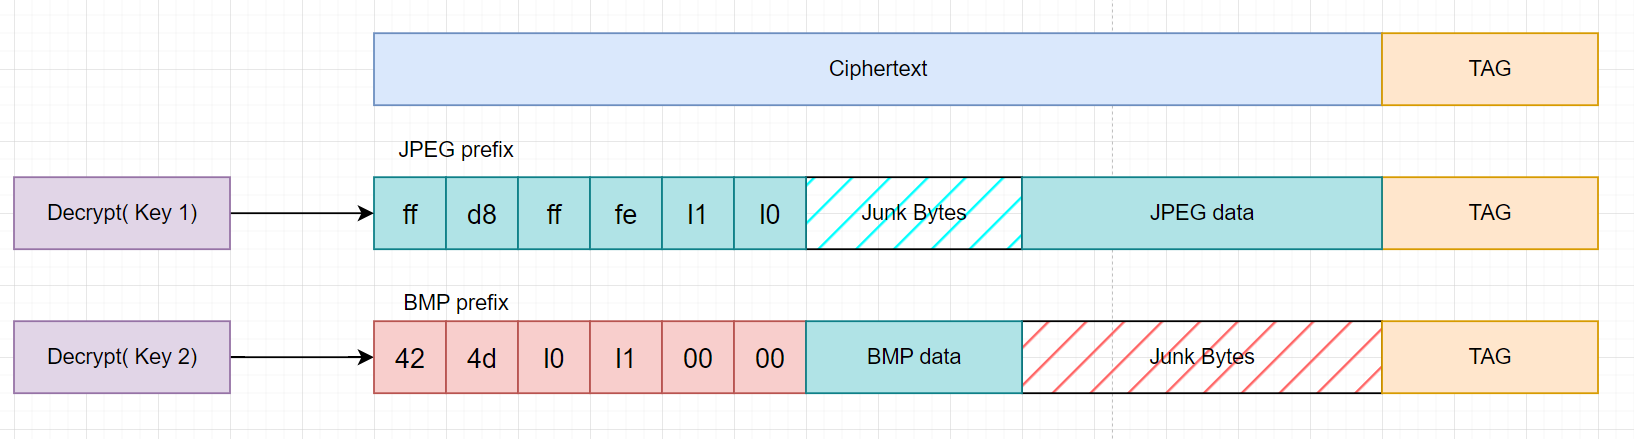 Ciphertext TAG
JPEG prefix
Decrypt( Key 1) ff d8 ff fe l1 l0 Junk Bytes JPEG data TAG
BMP prefix
Decrypt( Key 2) 42 4d l0 l1 00 00 BMP data Junk Bytes TAG